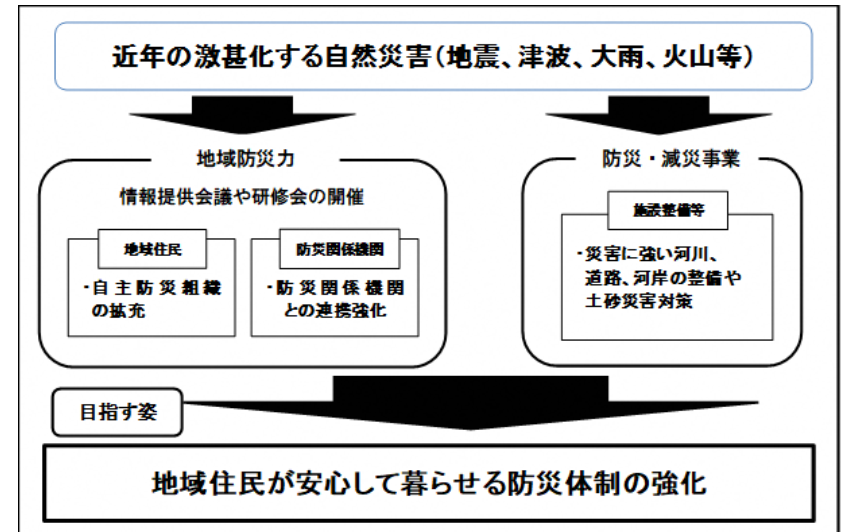 近年の激甚化する自然災害(地震、津波、大雨、火山等)
地域防災力
情報提供会議や研修会の開催
地域住民
・自主防災組織
の拡充
防災関係機関
・防災関係機関
との連携強化
防災・減災事業
施設整備等
・災害に強い河川、
道路、河岸の整備や
土砂災害対策
目指す姿
地域住民が安心して暮らせる防災体制の強化